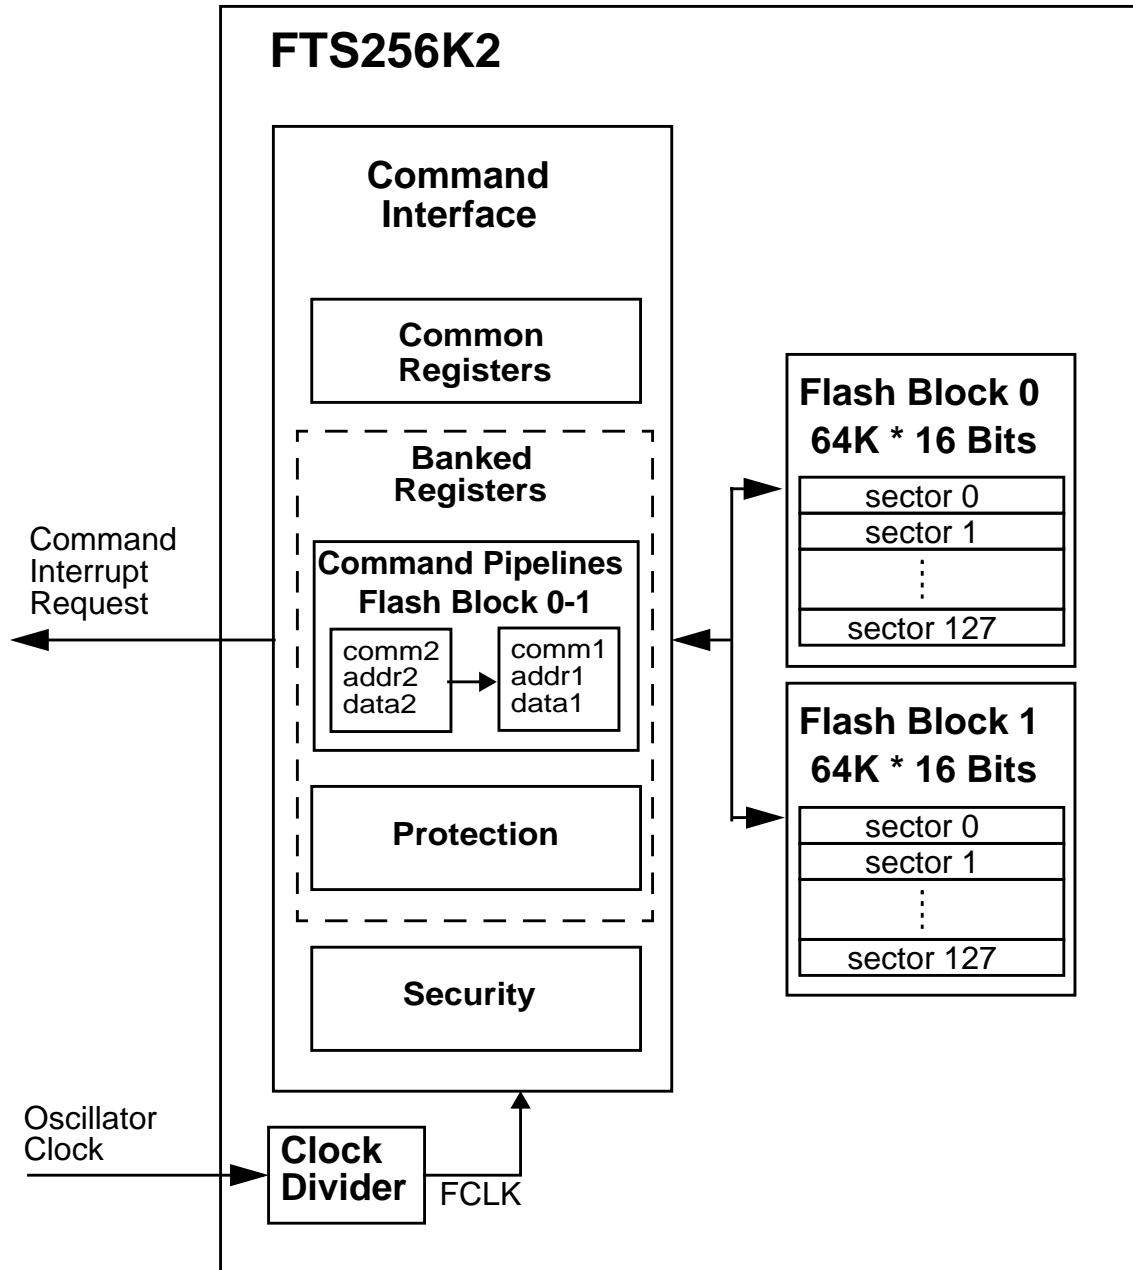 FTS256K2
Command
Interface
Common
Registers
Banked
Registers
Command Pipelines
Flash Block 0-1
comm2
addr2
data2
comm1
addr1
data1
Protection
Security
Command
Interrupt
Request
Flash Block 0
64K * 16 Bits
sector 0
sector 1
sector 127
Flash Block 1
64K * 16 Bits
sector 0
sector 1
sector 127
Oscillator
Clock
Clock
Divider
FCLK